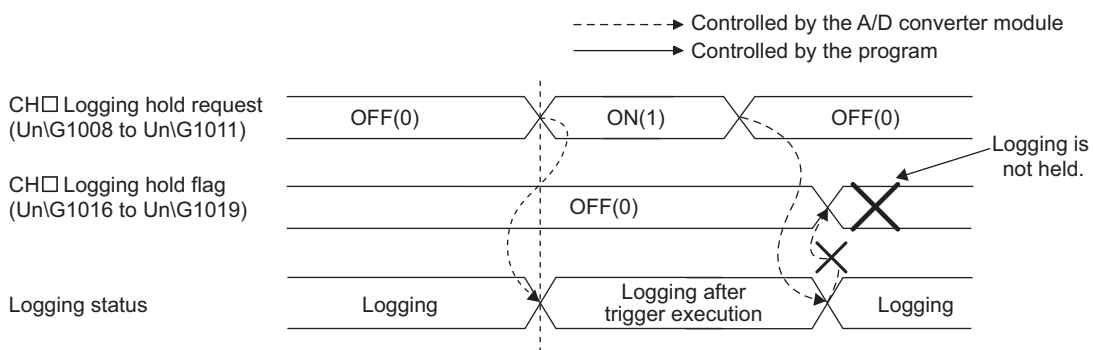 Controlled by the A/D converter module
Controlled by the program
CH□ Logging hold request
(Un\G1008 to Un\G1011)
OFF(0)
ON(1)
OFF(0)
Logging is
not held.
CH□ Logging hold flag
(Un\G1016 to Un\G1019)
OFF(0)
Logging status
Logging
Logging after
trigger execution
Logging